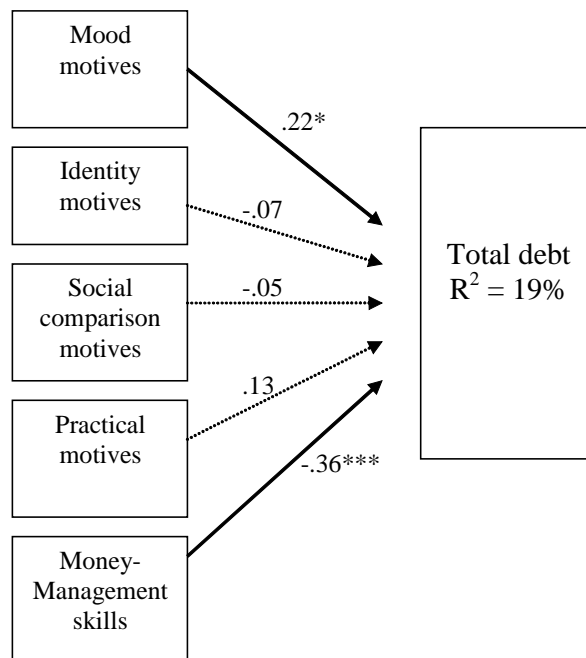 Mood
motives
.22*
Identity
motives
-.07
Social
comparison
motives
-.05
Practical
motives
.13
Money-
Management
skills
-.36***
Total debt
R² = 19%